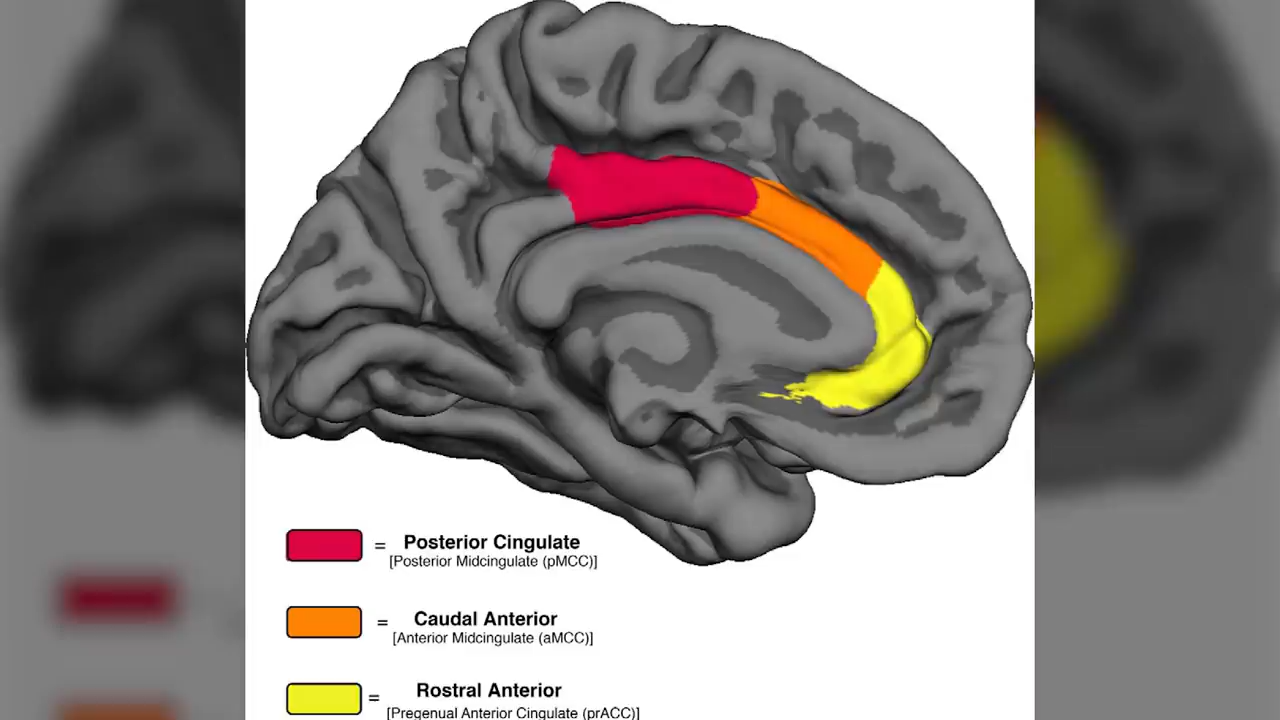 = Posterior Cingulate
[Posterior Midcingulate (pMCC)]
= Caudal Anterior
[Anterior Midcingulate (aMCC)]
= Rostral Anterior
[Pregenual Anterior Cingulate (prACC)]